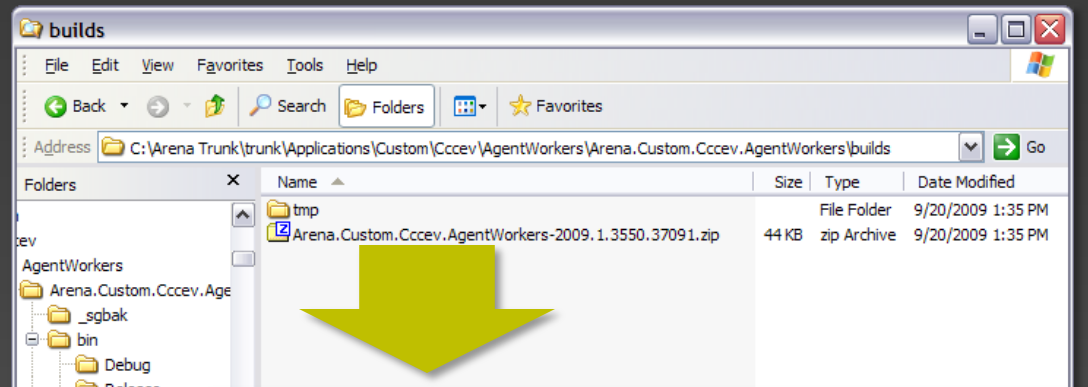 builds
File Edit View Favorites Tools Help
Back Search Folders Favorites
Address C:\Arena Trunk\trunk\Applications\Custom\Cccev\AgentWorkers\Arena.Custom.Cccev.AgentWorkers\builds Go
Folders X Name Size Type Date Modified
tmp File Folder 9/20/2009 1:35 PM
Arena.Custom.Cccev.AgentWorkers-2009.1.3550.37091.zip 44 KB zip Archive 9/20/2009 1:35 PM
AgentWorkers
Arena.Custom.Cccev.Age
_sgbak
bin
Debug